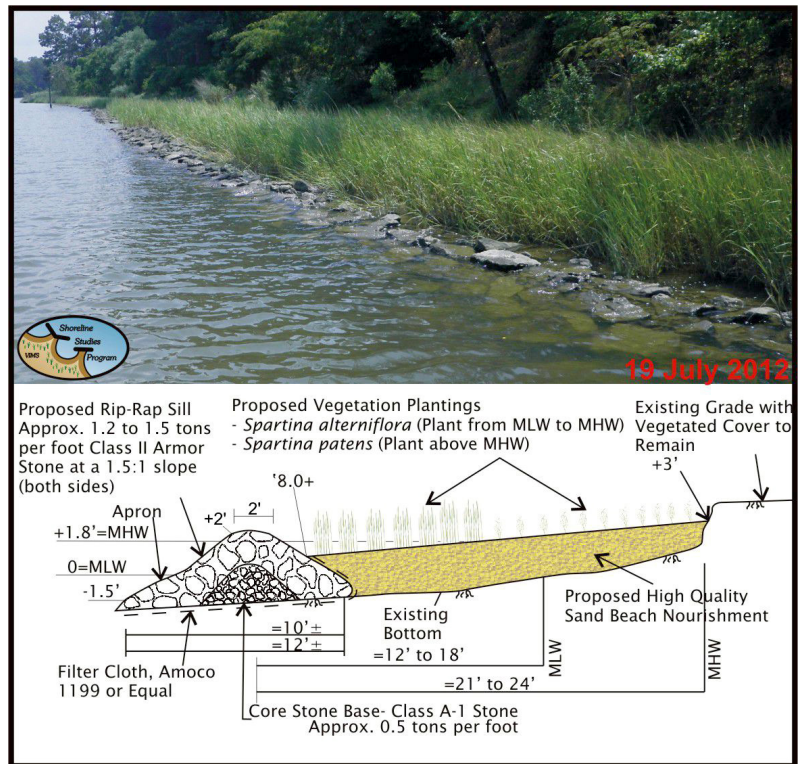 Shoreline
Studies
Program
VIMS
19 July 2012
Proposed Rip-Rap Sill
Approx. 1.2 to 1.5 tons
per foot Class II Armor
Stone at a 1.5:1 slope
(both sides)
Proposed Vegetation Plantings
- Spartina alterniflora (Plant from MLW to MHW)
- Spartina patens (Plant above MHW)
Existing Grade with
Vegetated Cover to
Remain
+3'
+0.8'
2'
+2'
Apron
+1.8'=MHW
0=MLW
-1.5'
Proposed High Quality
Sand Beach Nourishment
Existing
Bottom
=10'±
=12'±
=12' to 18'
MLW
MHW
=21' to 24'
Filter Cloth, Amoco
1199 or Equal
Core Stone Base- Class A-1 Stone
Approx. 0.5 tons per foot